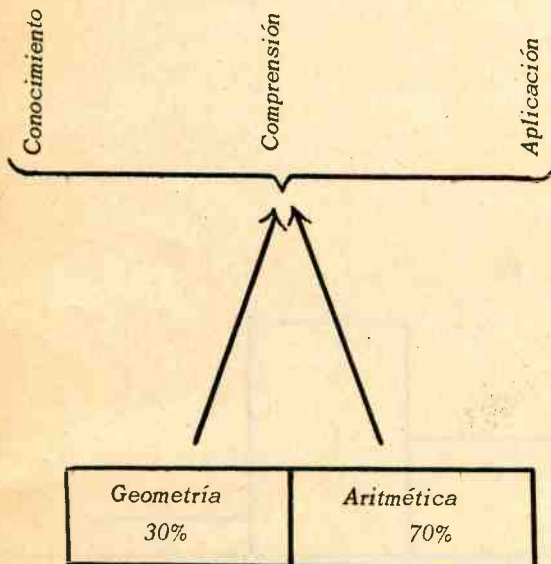 Conocimiento
Comprensión
Aplicación
Geometría
30%
Aritmética
70%